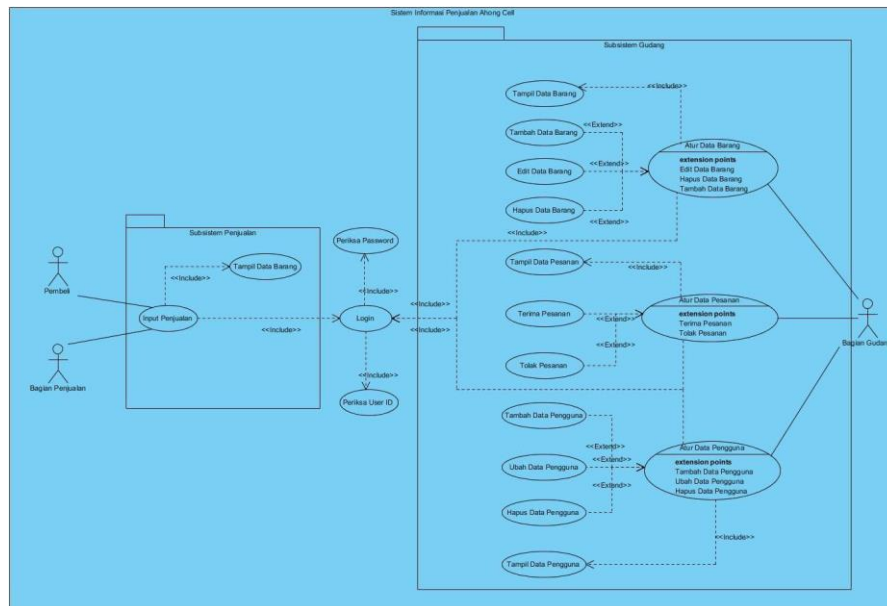 Sistem Informasi Penjualan Ahong Cell
Subsistem Gudang
Tampil Data Barang
<<Include>>
Tambah Data Barang
<<Extend>>
Edit Data Barang
<<Extend>>
Hapus Data Barang
<<Extend>>
Atur Data Barang
extension points
Edit Data Barang
Hapus Data Barang
Tambah Data Barang
<<Include>>
Subsistem Penjualan
Tampil Data Barang
<<Include>>
Pembeli
Input Penjualan
<<Include>>
Bagian Penjualan
Periksa Password
<<Include>>
Login
<<Include>>
<<Include>>
<<Include>>
Periksa User ID
Tampil Data Pesanan
<<Include>>
Terima Pesanan
<<Extend>>
Tolak Pesanan
<<Extend>>
Atur Data Pesanan
extension points
Terima Pesanan
Tolak Pesanan
Bagian Gudang
Tambah Data Pengguna
<<Extend>>
Ubah Data Pengguna
<<Extend>>
Hapus Data Pengguna
<<Extend>>
Atur Data Pengguna
extension points
Tambah Data Pengguna
Ubah Data Pengguna
Hapus Data Pengguna
<<Include>>
Tampil Data Pengguna